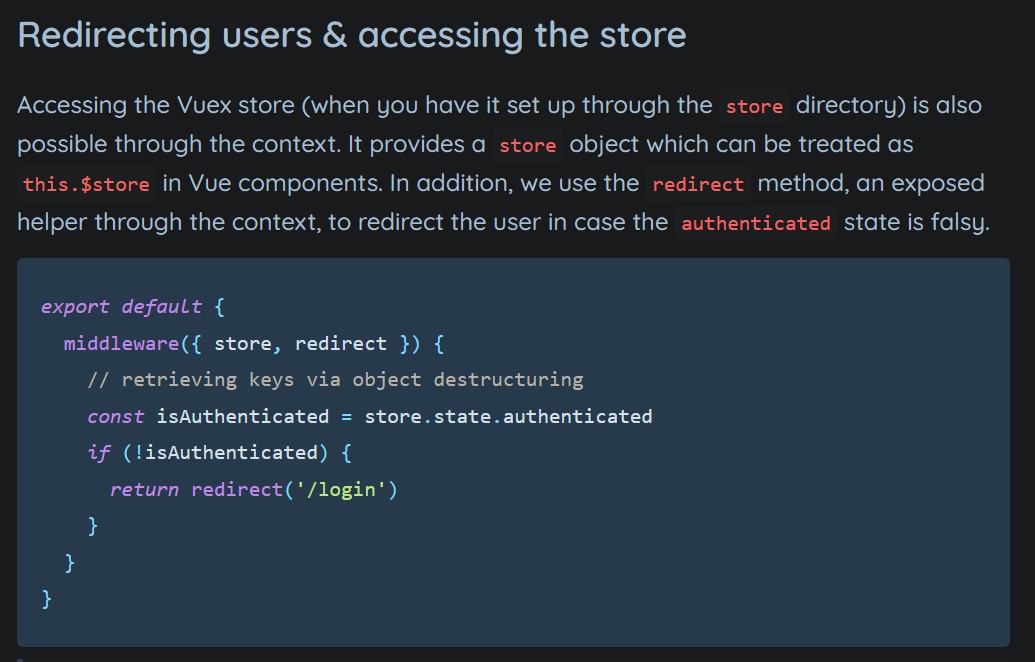 Redirecting users & accessing the store
Accessing the Vuex store (when you have it set up through the store directory) is also
possible through the context. It provides a store object which can be treated as
this.$store in Vue components. In addition, we use the redirect method, an exposed
helper through the context, to redirect the user in case the authenticated state is falsy.
export default {
  middleware({ store, redirect }) {
    // retrieving keys via object destructuring
    const isAuthenticated = store.state.authenticated
    if (!isAuthenticated) {
      return redirect('/login')
    }
  }
}